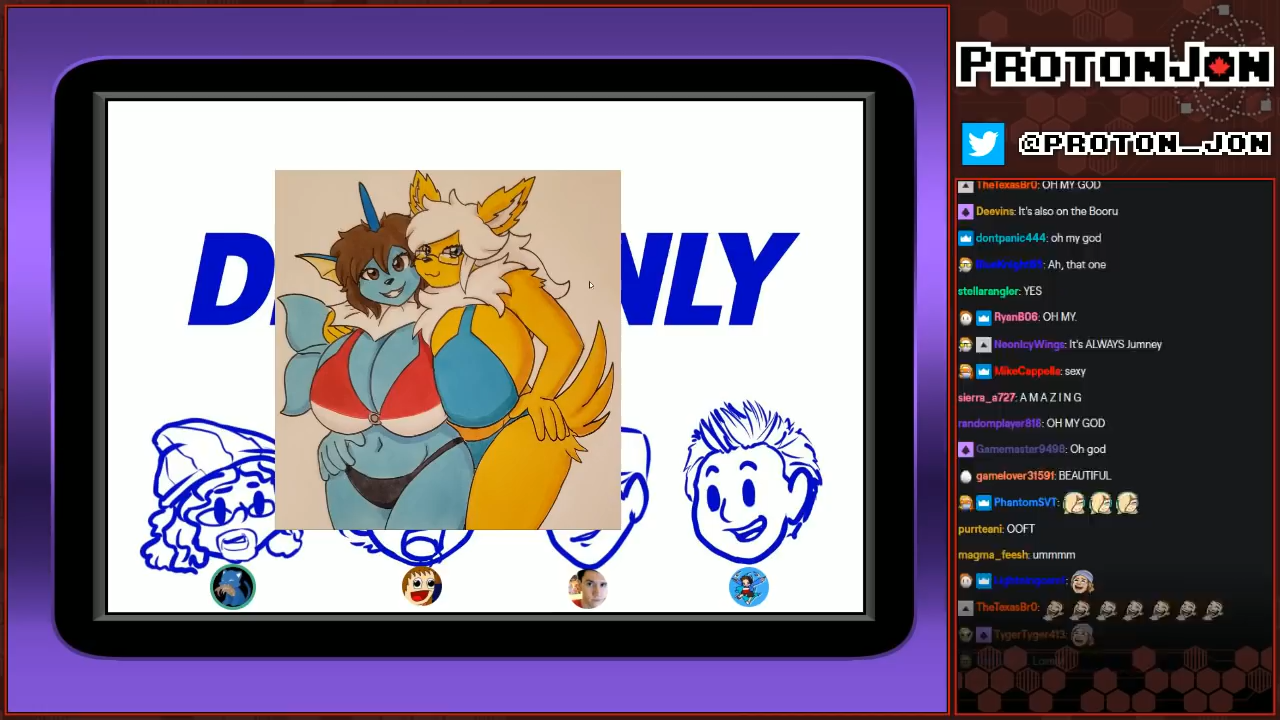 PROTONJON
@PROTON_JON
D NLY
TheTexasBr0: OH MY GOD
Deevins: It's also on the Booru
dontpanic444: oh my god
Ah, that one
stellarangler: YES
RyanB06: OH MY.
NeonIcyWings: It's ALWAYS Jumney
MikeCappella: sexy
sierra_a727: A M A Z I N G
randomplayer816: OH MY GOD
Gamemaster9498: Oh god
gamelover31591: BEAUTIFUL
PhantomSVT:
purrteani: OOFT
magma_feesh: ummmm
TheTexasBr0:
TygerTyger413: